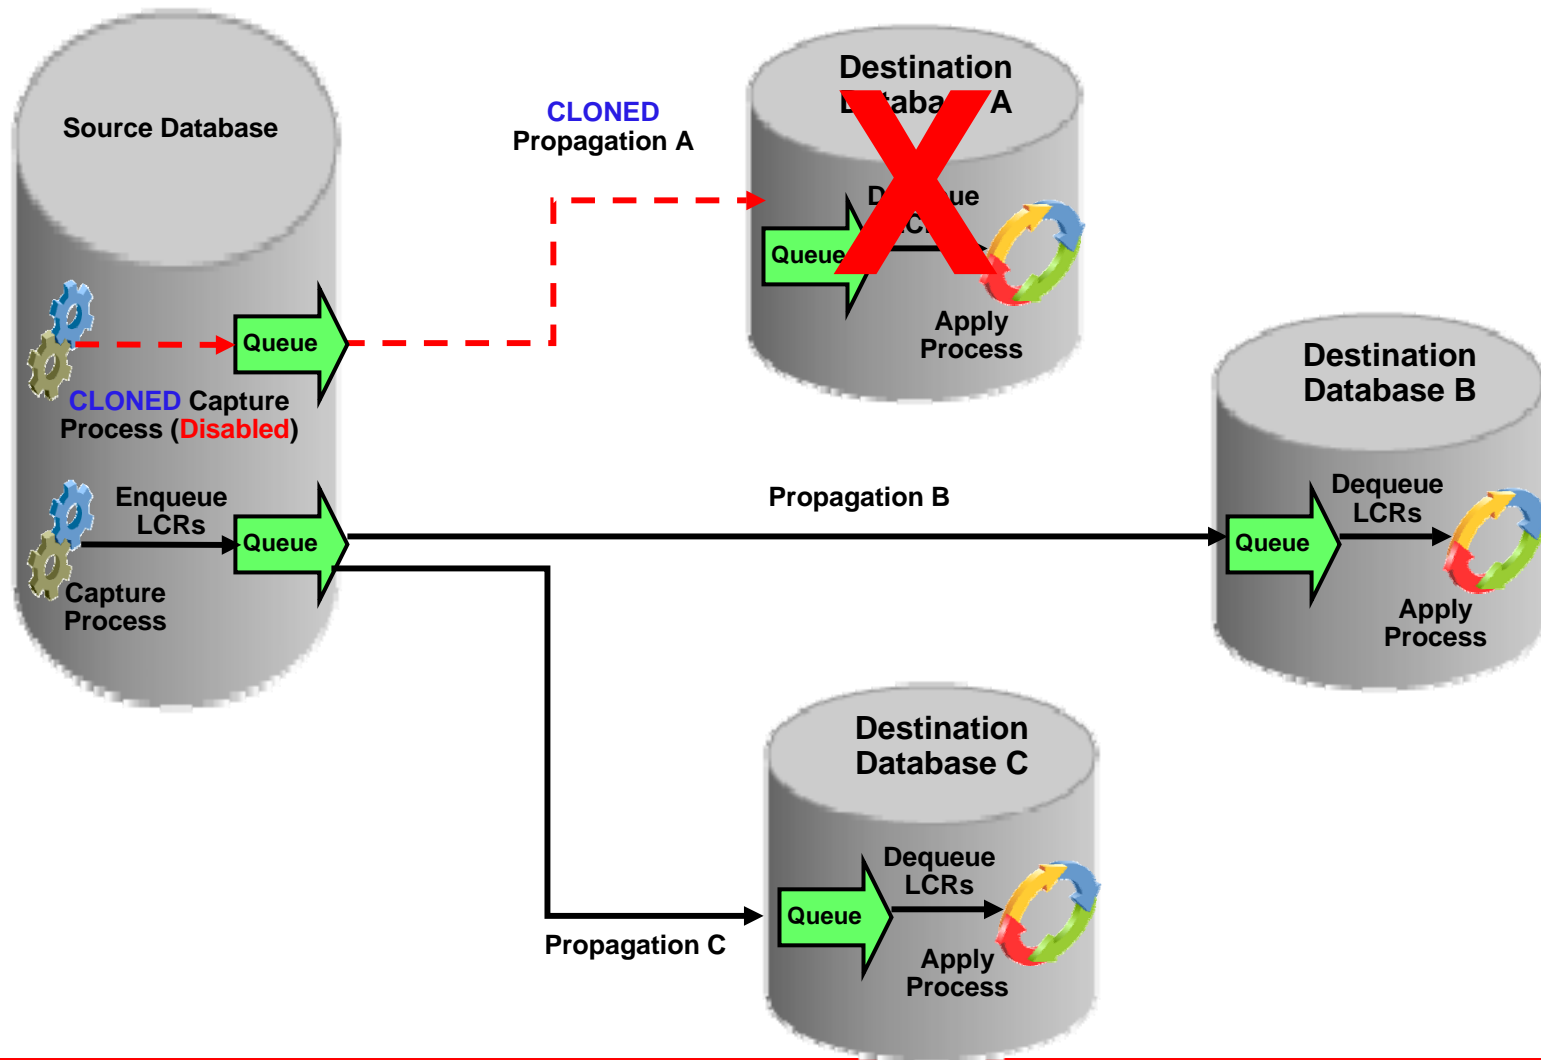 Source Database
CLONED
Propagation A
Destination
A
Queue
Apply
Process
Queue
CLONED Capture
Process (Disabled)
Enqueue
LCRs
Queue
Capture
Process
Propagation B
Destination
Database B
Dequeue
LCRs
Queue
Apply
Process
Destination
Database C
Dequeue
LCRs
Queue
Apply
Process
Propagation C